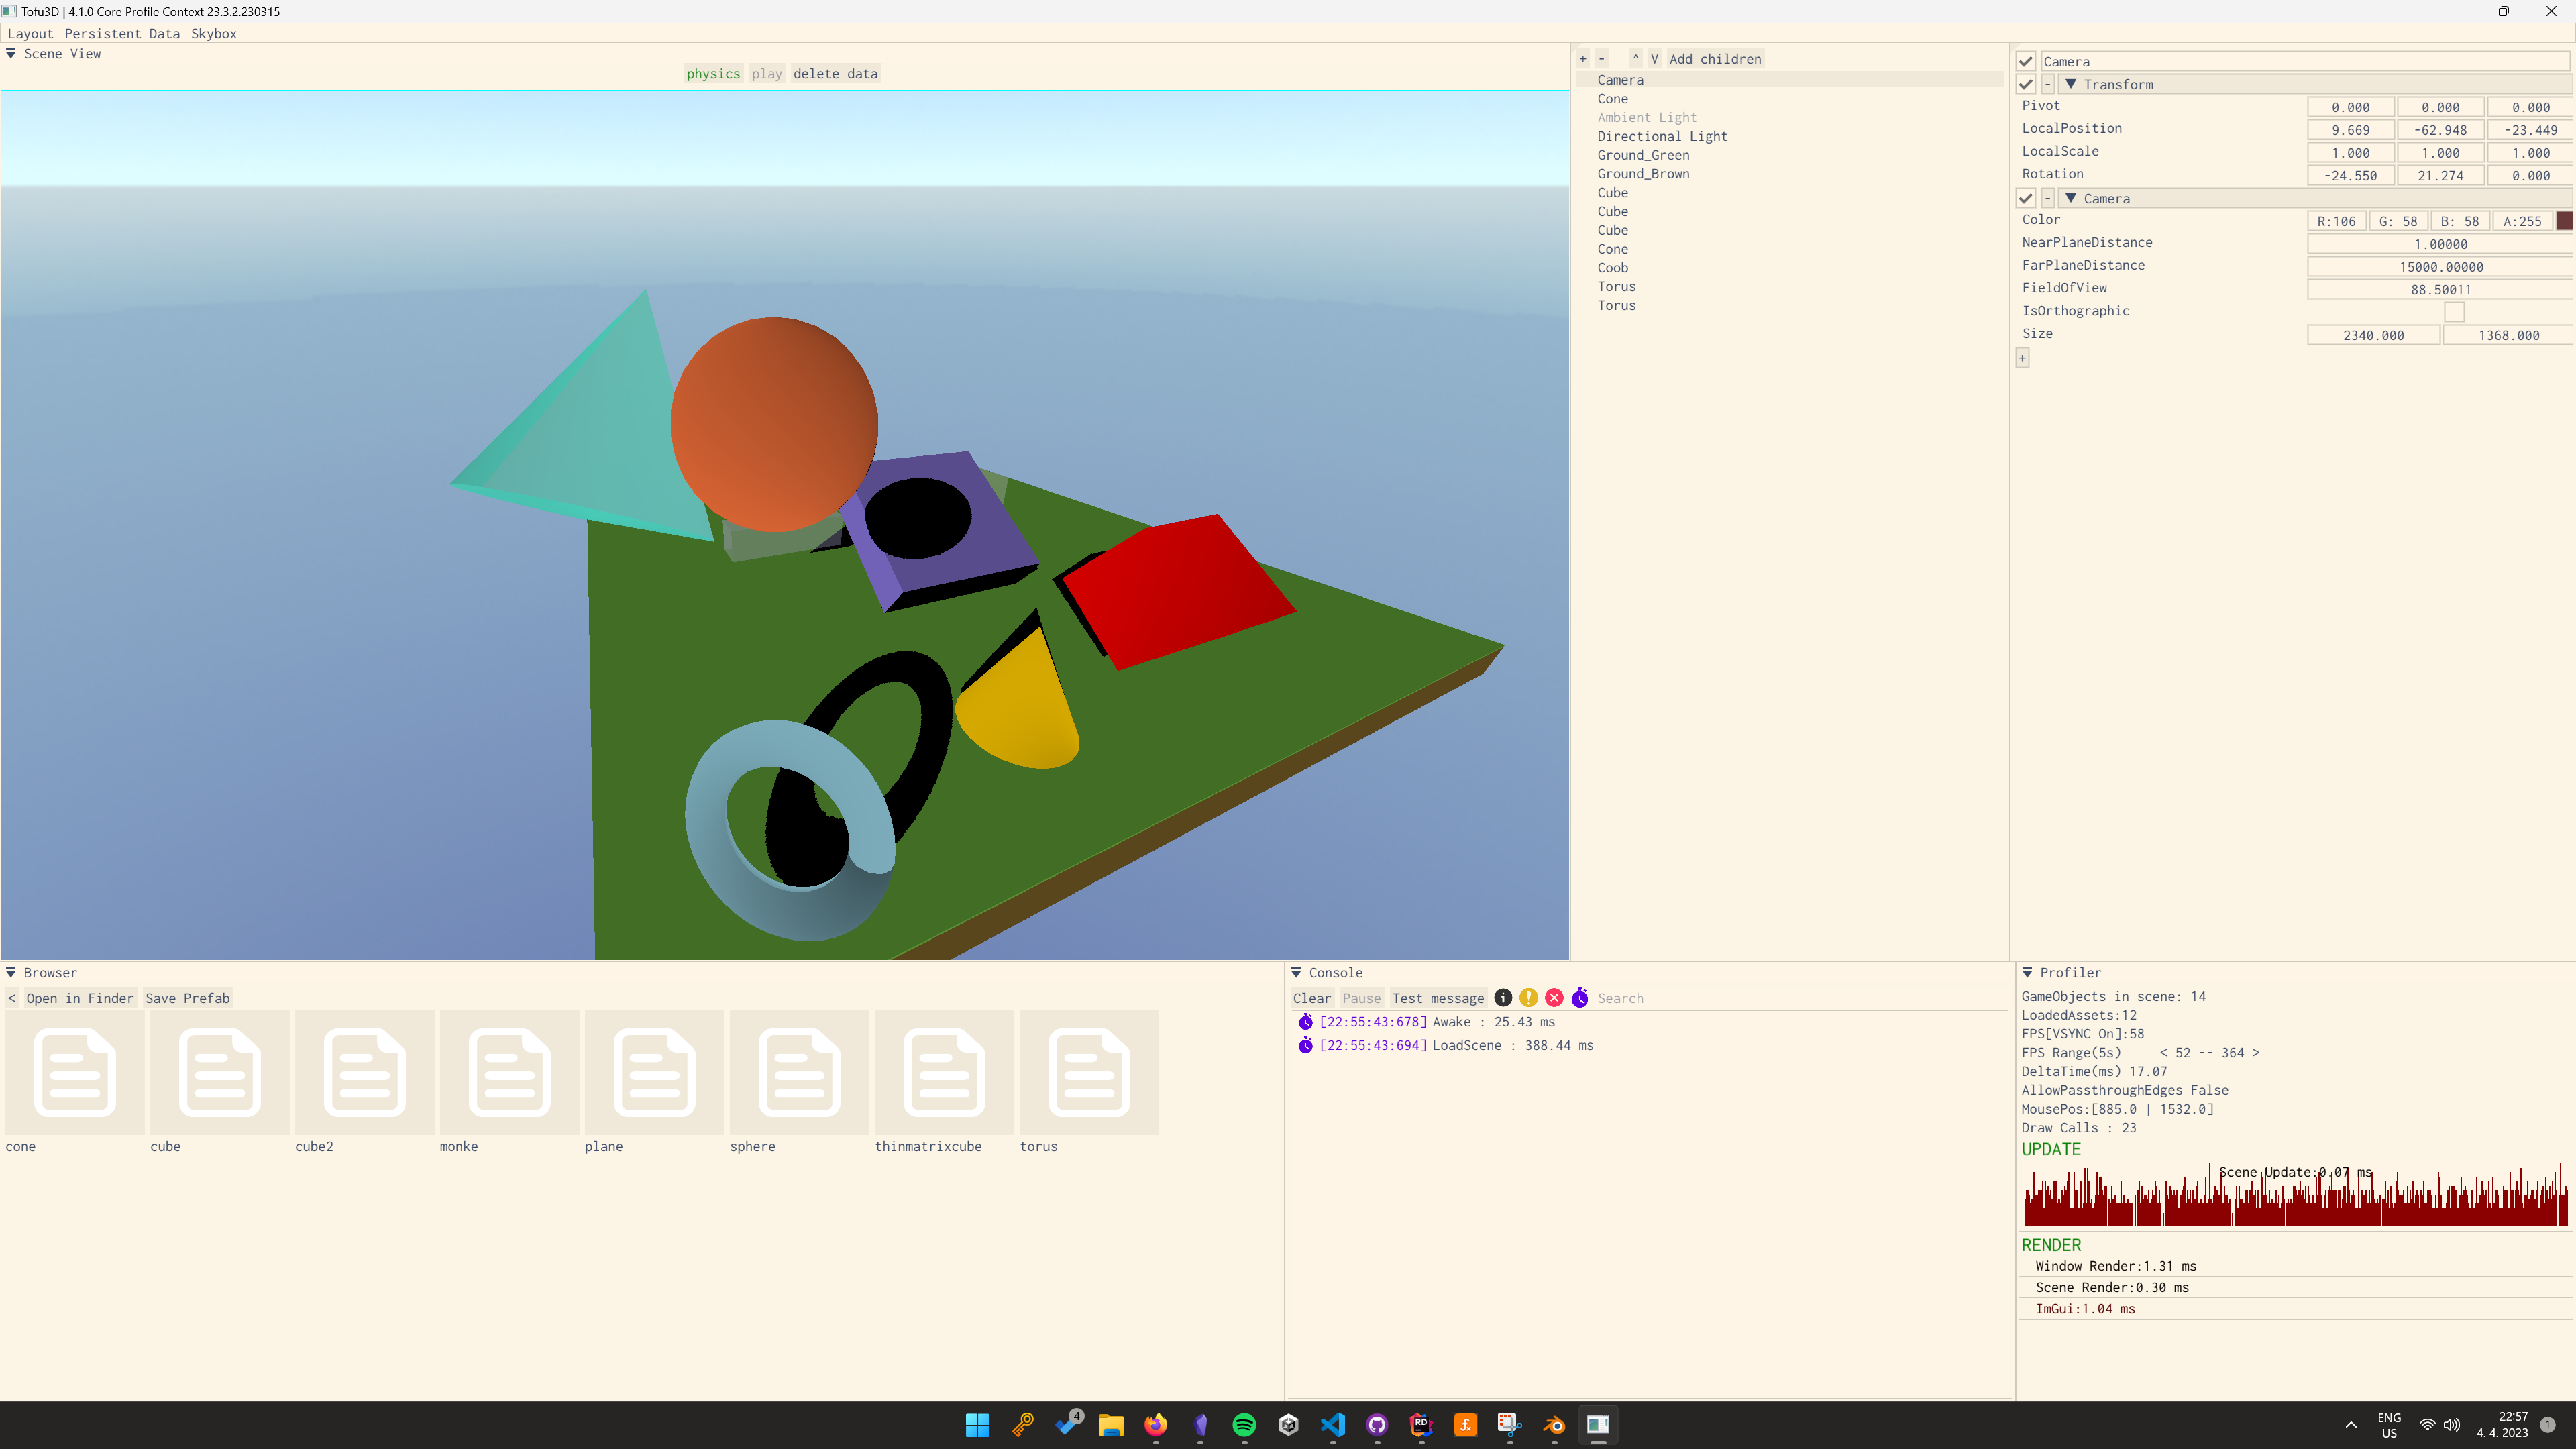 Tofu3D | 4.1.0 Core Profile Context 23.3.2.230315
Layout Persistent Data Skybox
Scene View
physics play delete data
+ - ^ V Add children
Camera
Cone
Ambient Light
Directional Light
Ground_Green
Ground_Brown
Cube
Cube
Cube
Cone
Coob
Torus
Torus
Camera
- Transform
Pivot 0.000 0.000 0.000
LocalPosition 9.669 -62.948 -23.449
LocalScale 1.000 1.000 1.000
Rotation -24.550 21.274 0.000
- Camera
Color R:106 G: 58 B: 58 A:255
NearPlaneDistance 1.00000
FarPlaneDistance 15000.00000
FieldOfView 88.50011
IsOrthographic
Size 2340.000 1368.000
+
Browser
< Open in Finder Save Prefab
cone cube cube2 monke plane sphere thinmatrixcube torus
Console
Clear Pause Test message Search
[22:55:43:678] Awake : 25.43 ms
[22:55:43:694] LoadScene : 388.44 ms
Profiler
GameObjects in scene: 14
LoadedAssets:12
FPS[VSYNC On]:58
FPS Range(5s) < 52 -- 364 >
DeltaTime(ms) 17.07
AllowPassthroughEdges False
MousePos:[885.0 | 1532.0]
Draw Calls : 23
UPDATE
Scene Update:0.07 ms
RENDER
Window Render:1.31 ms
Scene Render:0.30 ms
ImGui:1.04 ms
4
RD
fx
ENG
US
22:57
4. 4. 2023
1